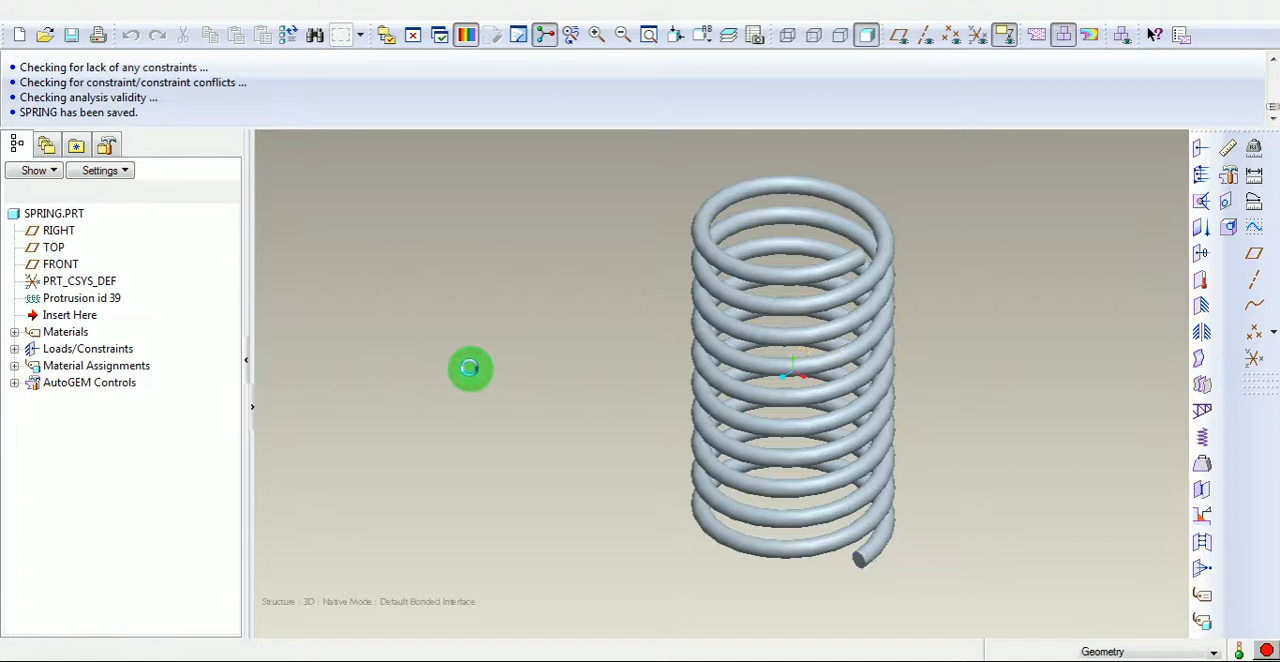 Checking for lack of any constraints ...
Checking for constraint/constraint conflicts ...
Checking analysis validity ...
SPRING has been saved.
Show
Settings
SPRING.PRT
RIGHT
TOP
FRONT
PRT_CSYS_DEF
Protrusion id 39
Insert Here
Materials
Loads/Constraints
Material Assignments
AutoGEM Controls
Structure : 3D : Native Mode : Default Bonded Interface
Geometry